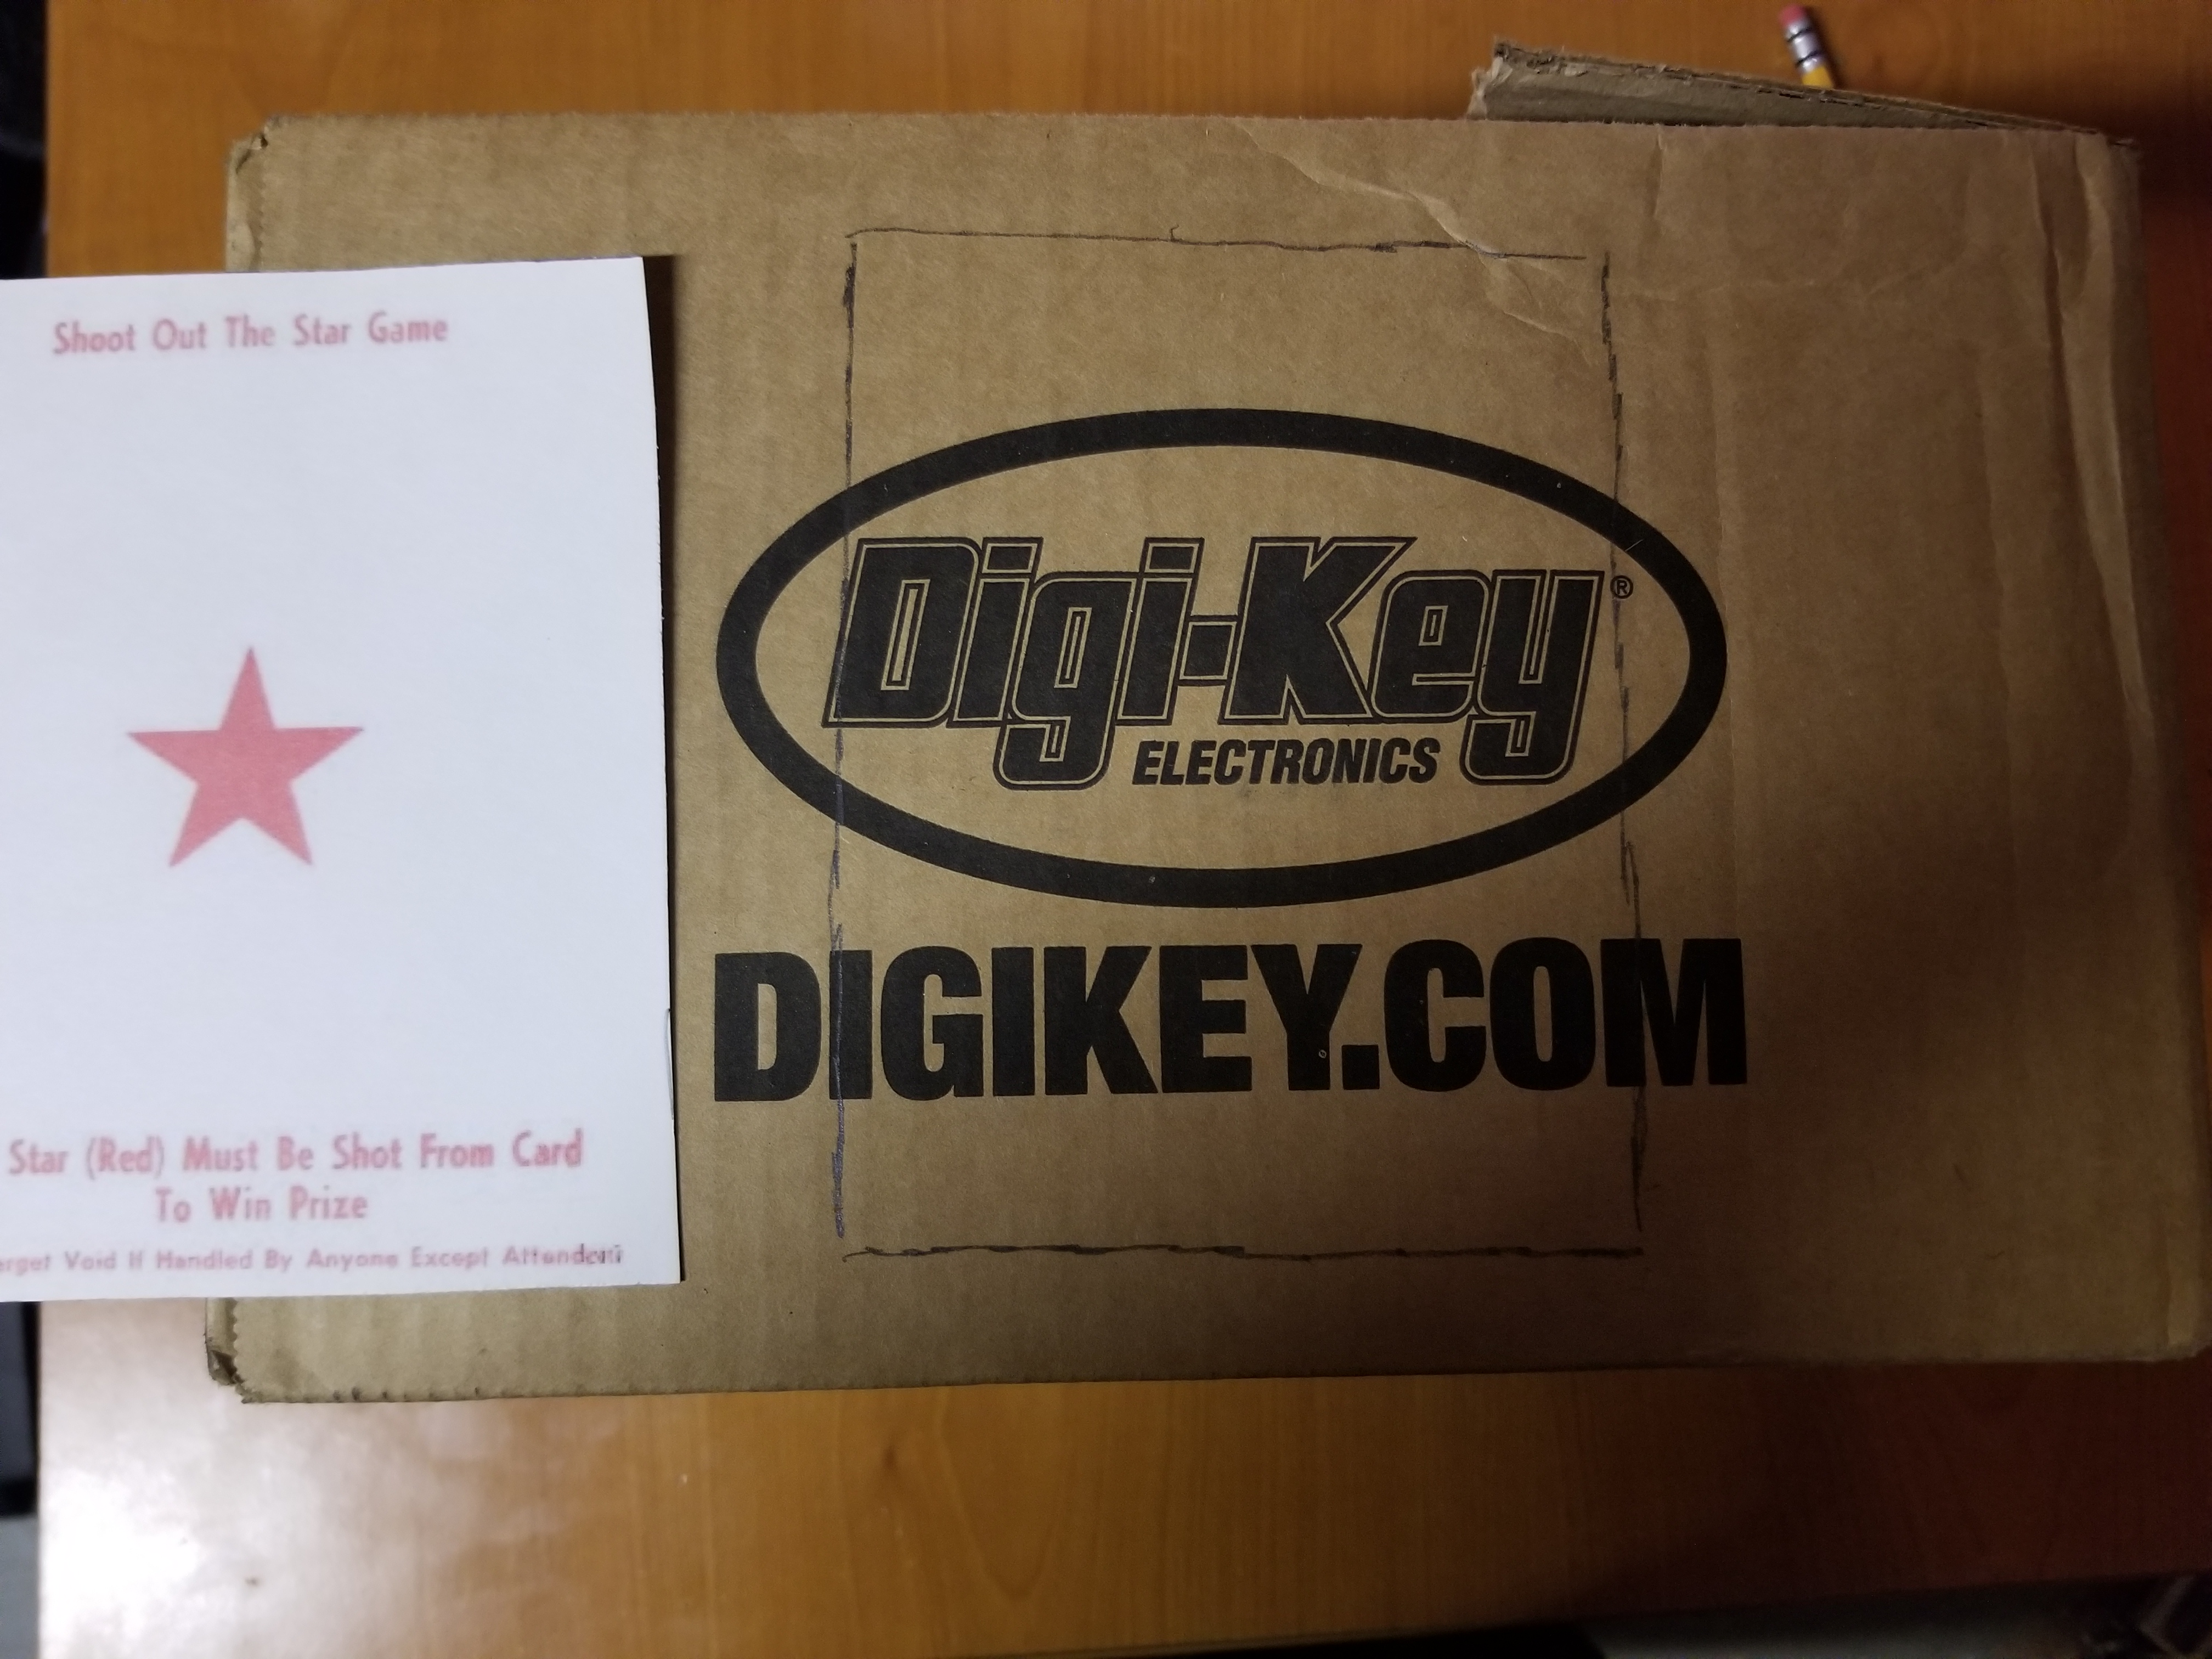 Shoot Out The Star Game
Star (Red) Must Be Shot From Card
To Win Prize
Void If Handled By Anyone Except
Digi-Key®
ELECTRONICS
DIGIKEY.COM